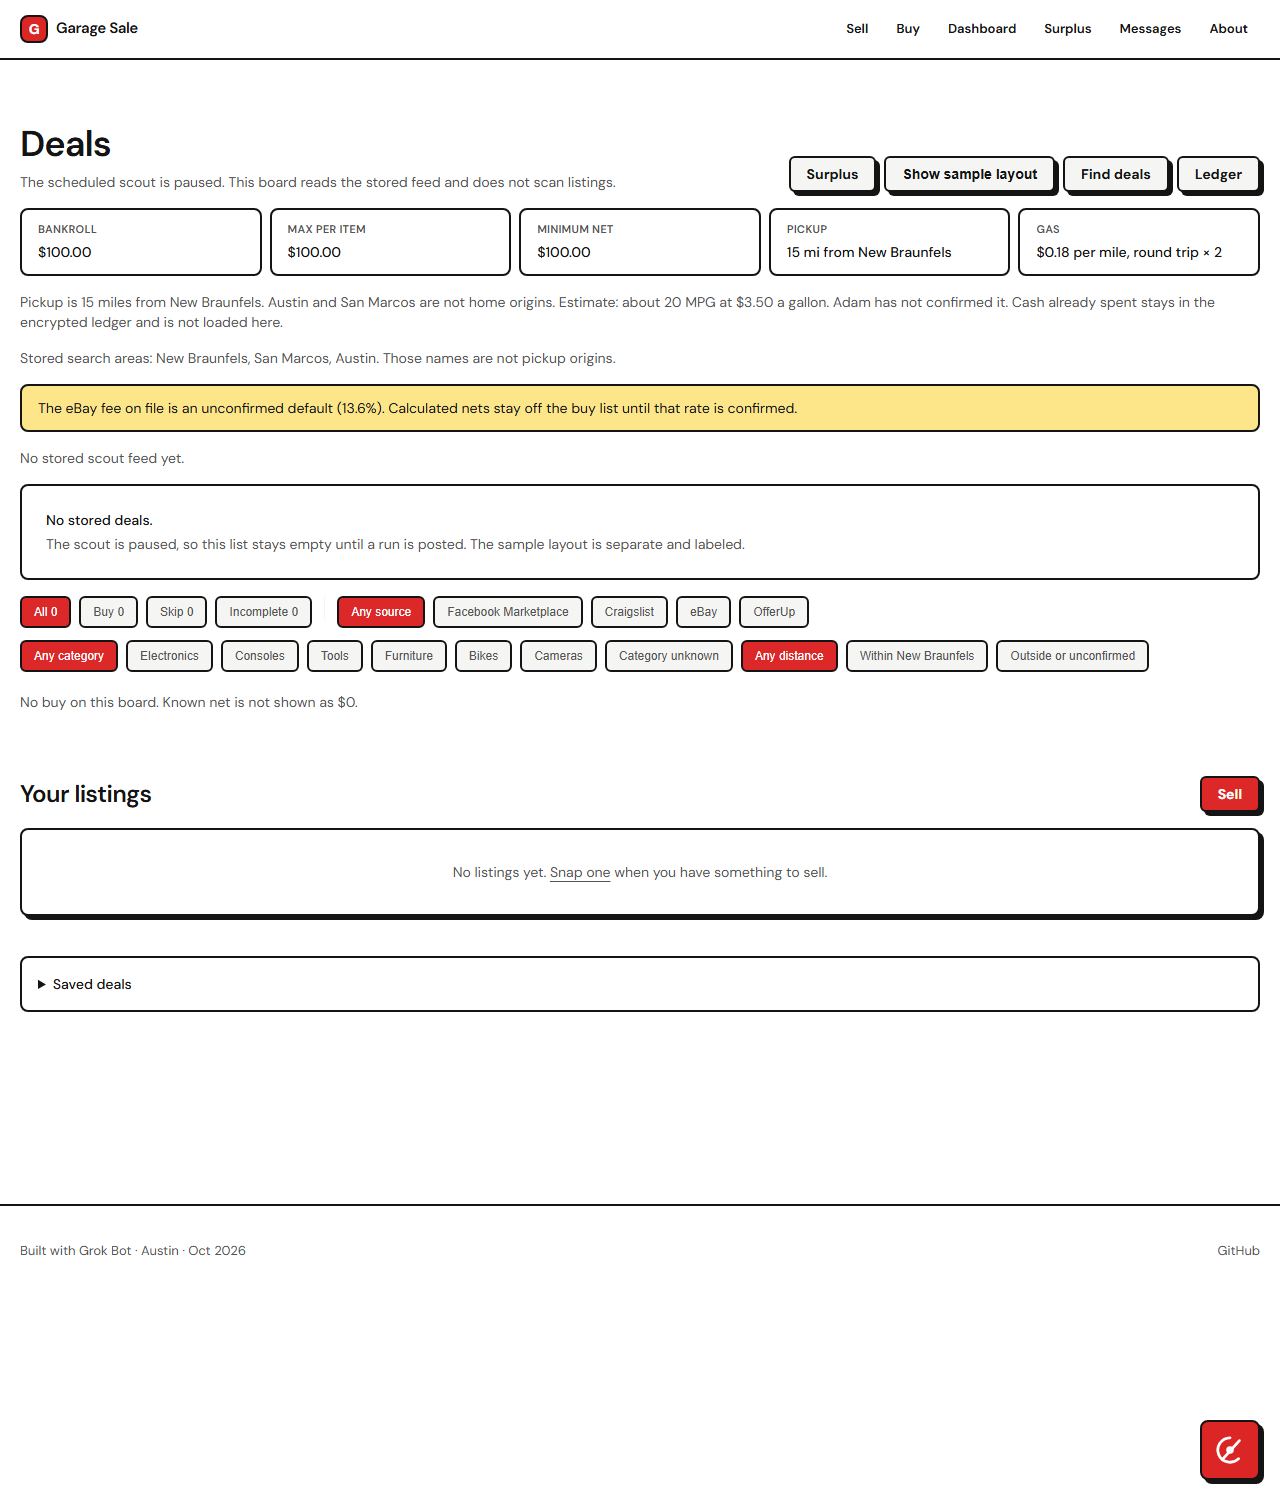 G Garage Sale
Sell Buy Dashboard Surplus Messages About
Deals
The scheduled scout is paused. This board reads the stored feed and does not scan listings.
Surplus Show sample layout Find deals Ledger
BANKROLL
$100.00
MAX PER ITEM
$100.00
MINIMUM NET
$100.00
PICKUP
15 mi from New Braunfels
GAS
$0.18 per mile, round trip × 2
Pickup is 15 miles from New Braunfels. Austin and San Marcos are not home origins. Estimate: about 20 MPG at $3.50 a gallon. Adam has not confirmed it. Cash already spent stays in the
encrypted ledger and is not loaded here.
Stored search areas: New Braunfels, San Marcos, Austin. Those names are not pickup origins.
The eBay fee on file is an unconfirmed default (13.6%). Calculated nets stay off the buy list until that rate is confirmed.
No stored scout feed yet.
No stored deals.
The scout is paused, so this list stays empty until a run is posted. The sample layout is separate and labeled.
All 0 Buy 0 Skip 0 Incomplete 0 Any source Facebook Marketplace Craigslist eBay OfferUp
Any category Electronics Consoles Tools Furniture Bikes Cameras Category unknown Any distance Within New Braunfels Outside or unconfirmed
No buy on this board. Known net is not shown as $0.
Your listings
Sell
No listings yet. Snap one when you have something to sell.
Saved deals
Built with Grok Bot · Austin · Oct 2026
GitHub